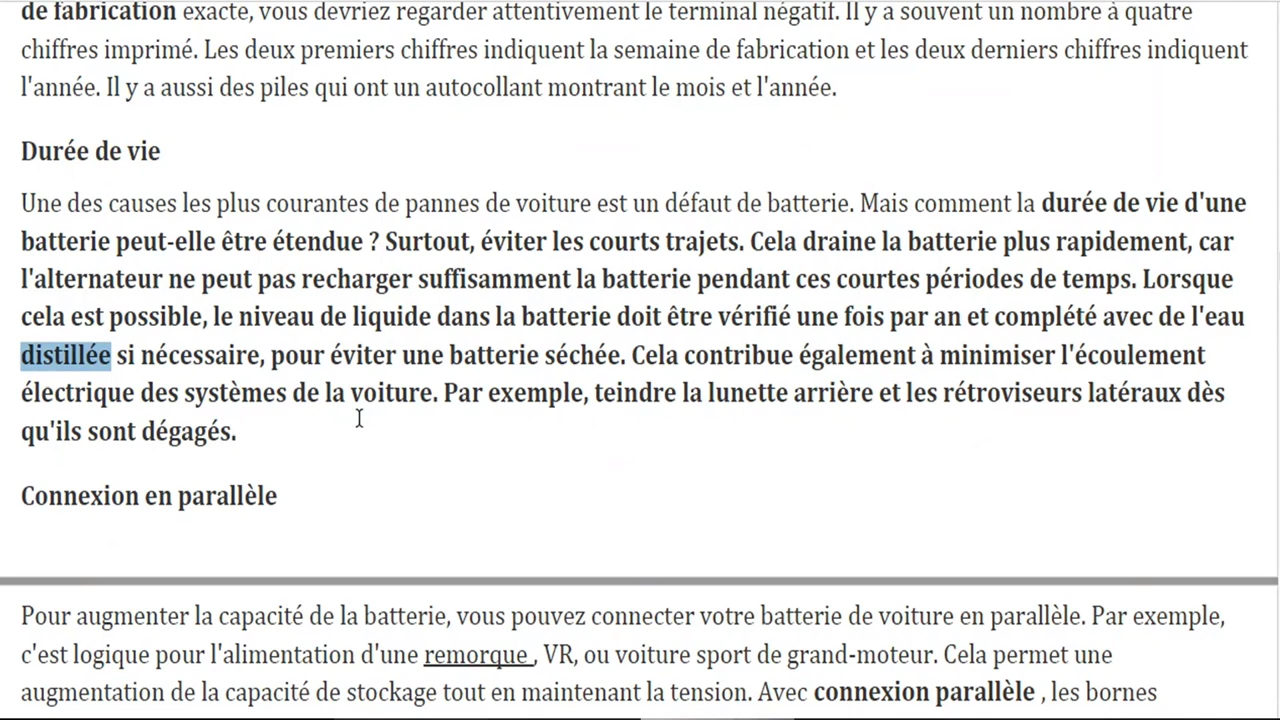 de fabrication exacte, vous devriez regarder attentivement le terminal négatif. Il y a souvent un nombre à quatre
chiffres imprimé. Les deux premiers chiffres indiquent la semaine de fabrication et les deux derniers chiffres indiquent
l'année. Il y a aussi des piles qui ont un autocollant montrant le mois et l'année.
Durée de vie
Une des causes les plus courantes de pannes de voiture est un défaut de batterie. Mais comment la durée de vie d'une
batterie peut-elle être étendue ? Surtout, éviter les courts trajets. Cela draine la batterie plus rapidement, car
l'alternateur ne peut pas recharger suffisamment la batterie pendant ces courtes périodes de temps. Lorsque
cela est possible, le niveau de liquide dans la batterie doit être vérifié une fois par an et complété avec de l'eau
distillée si nécessaire, pour éviter une batterie séchée. Cela contribue également à minimiser l'écoulement
électrique des systèmes de la voiture. Par exemple, teindre la lunette arrière et les rétroviseurs latéraux dès
qu'ils sont dégagés.
Connexion en parallèle
Pour augmenter la capacité de la batterie, vous pouvez connecter votre batterie de voiture en parallèle. Par exemple,
c'est logique pour l'alimentation d'une remorque , VR, ou voiture sport de grand-moteur. Cela permet une
augmentation de la capacité de stockage tout en maintenant la tension. Avec connexion parallèle , les bornes